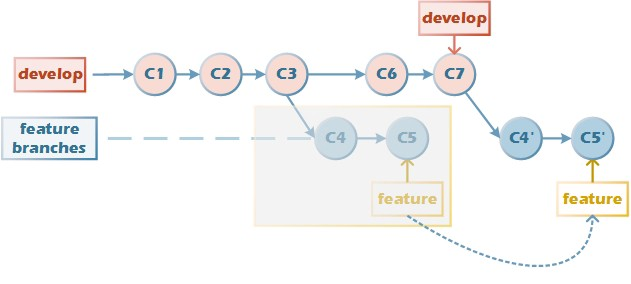 develop
develop
C1
C2
C3
C6
C7
feature
branches
C4
C5
C4'
C5'
feature
feature